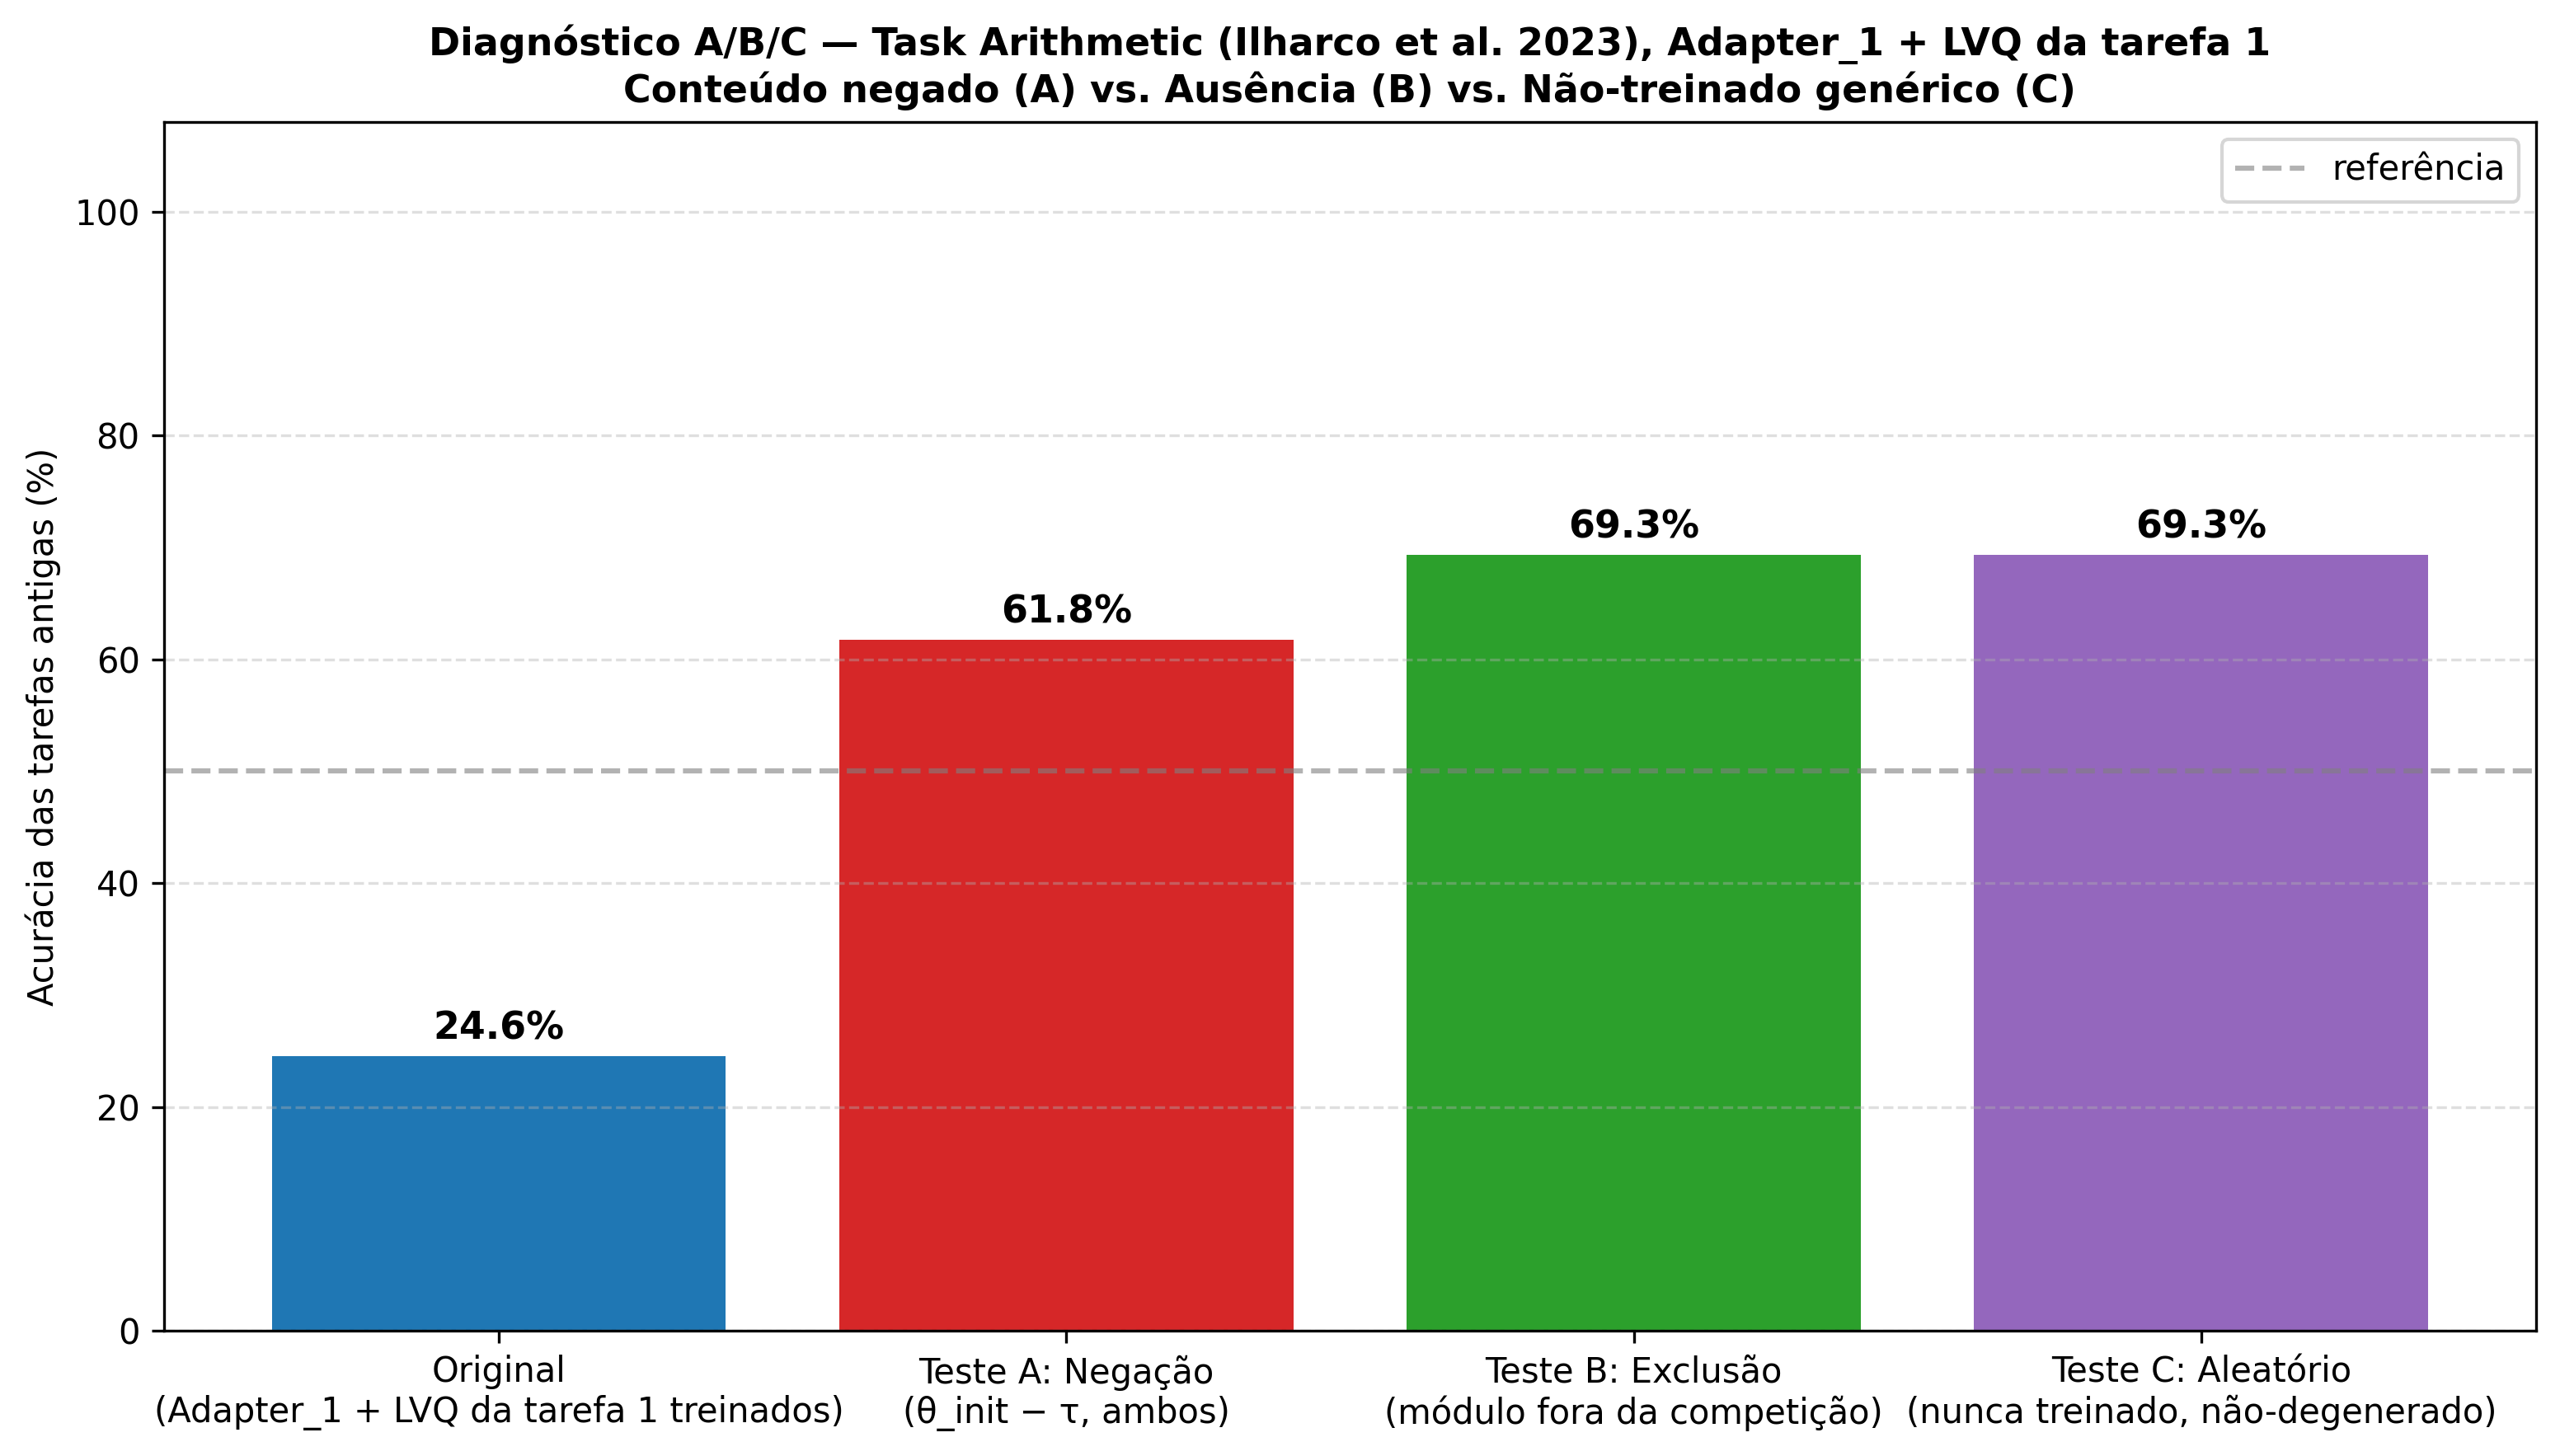 Diagnóstico A/B/C — Task Arithmetic (Ilharco et al. 2023), Adapter_1 + LVQ da tarefa 1
Conteúdo negado (A) vs. Ausência (B) vs. Não-treinado genérico (C)
referência
Acurácia das tarefas antigas (%)
100
80
60
40
20
0
24.6%
61.8%
69.3%
69.3%
Original
(Adapter_1 + LVQ da tarefa 1 treinados)
Teste A: Negação
(θ_init − τ, ambos)
Teste B: Exclusão
(módulo fora da competição)
Teste C: Aleatório
(nunca treinado, não-degenerado)